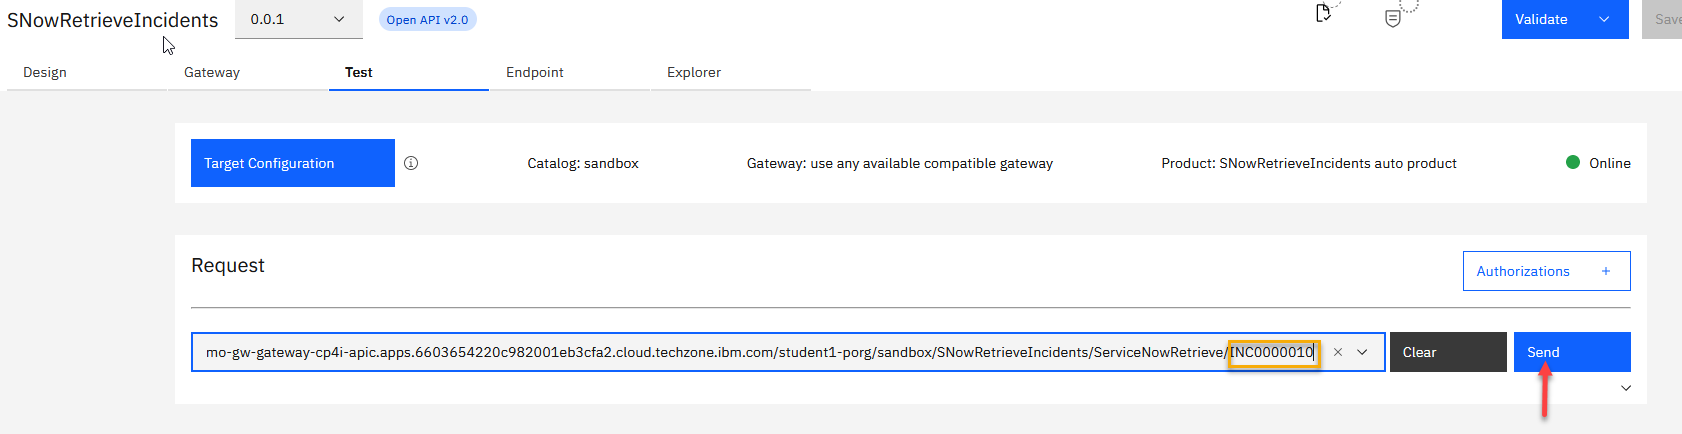 SNowRetrieveIncidents 0.0.1 Open API v2.0 Validate Save
Design Gateway Test Endpoint Explorer
Target Configuration Catalog: sandbox Gateway: use any available compatible gateway Product: SNowRetrieveIncidents auto product Online
Request
Authorizations +
mo-gw-gateway-cp4i-apic.apps.6603654220c982001eb3cfa2.cloud.techzone.ibm.com/student1-porg/sandbox/SNowRetrieveIncidents/ServiceNowRetrieve/INC0000010 Clear Send